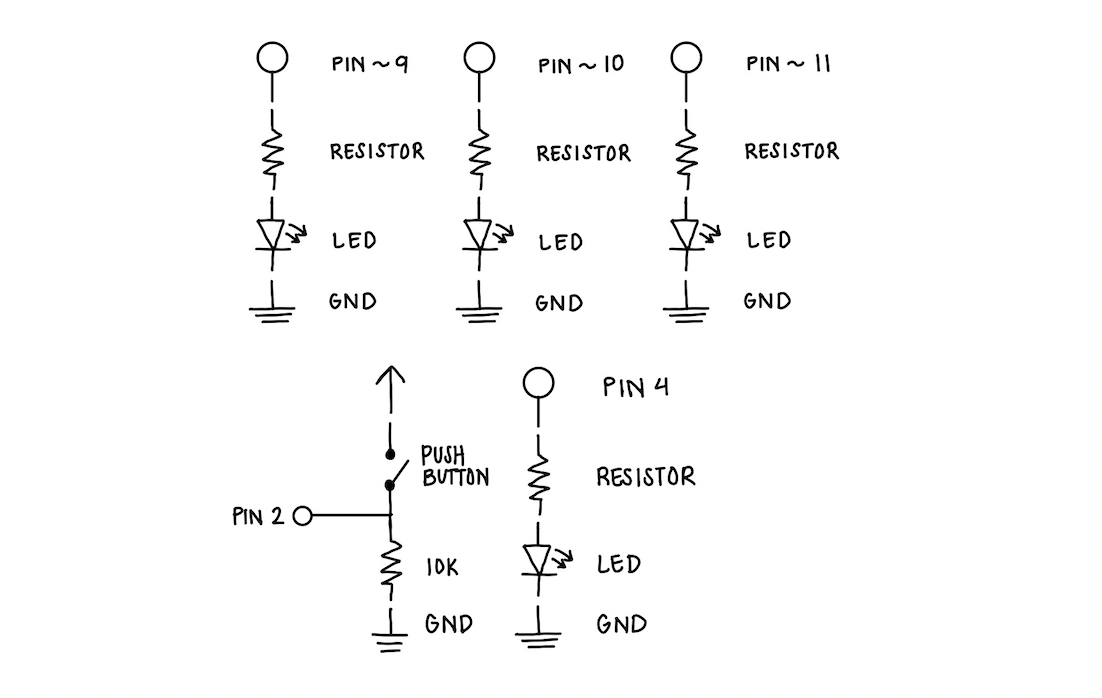 PIN ~ 9
PIN ~ 10
PIN ~ 11
RESISTOR
RESISTOR
RESISTOR
LED
LED
LED
GND
GND
GND
PIN 4
PUSH
BUTTON
RESISTOR
PIN 2
10K
LED
GND
GND